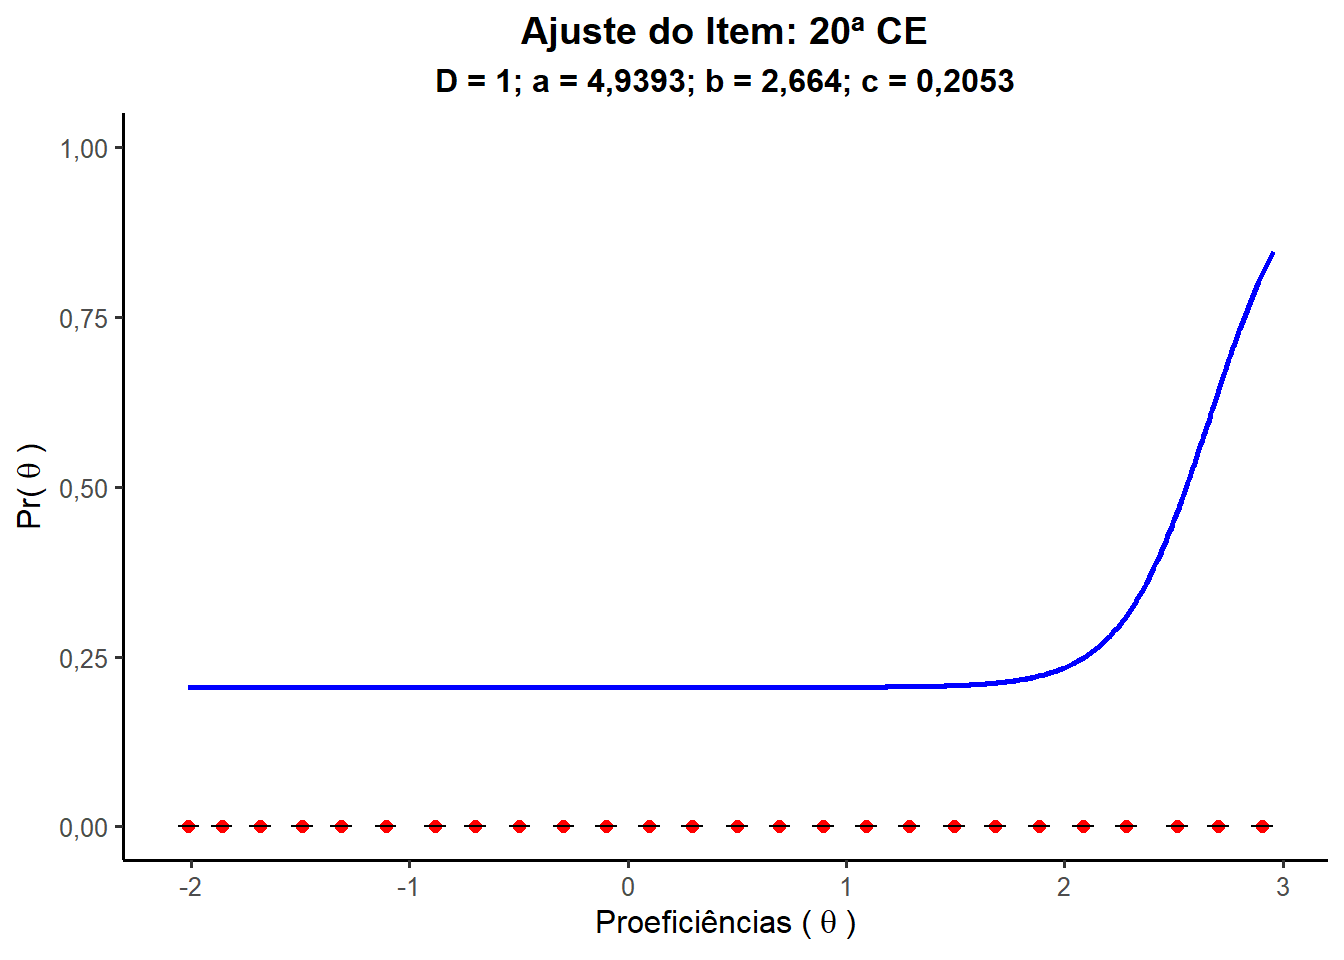 Ajuste do Item: 20ª CE
D = 1; a = 4,9393; b = 2,664; c = 0,2053
1,00
0,75
0,50
0,25
0,00
Pr( θ )
-2 -1 0 1 2 3
Proeficiências ( θ )